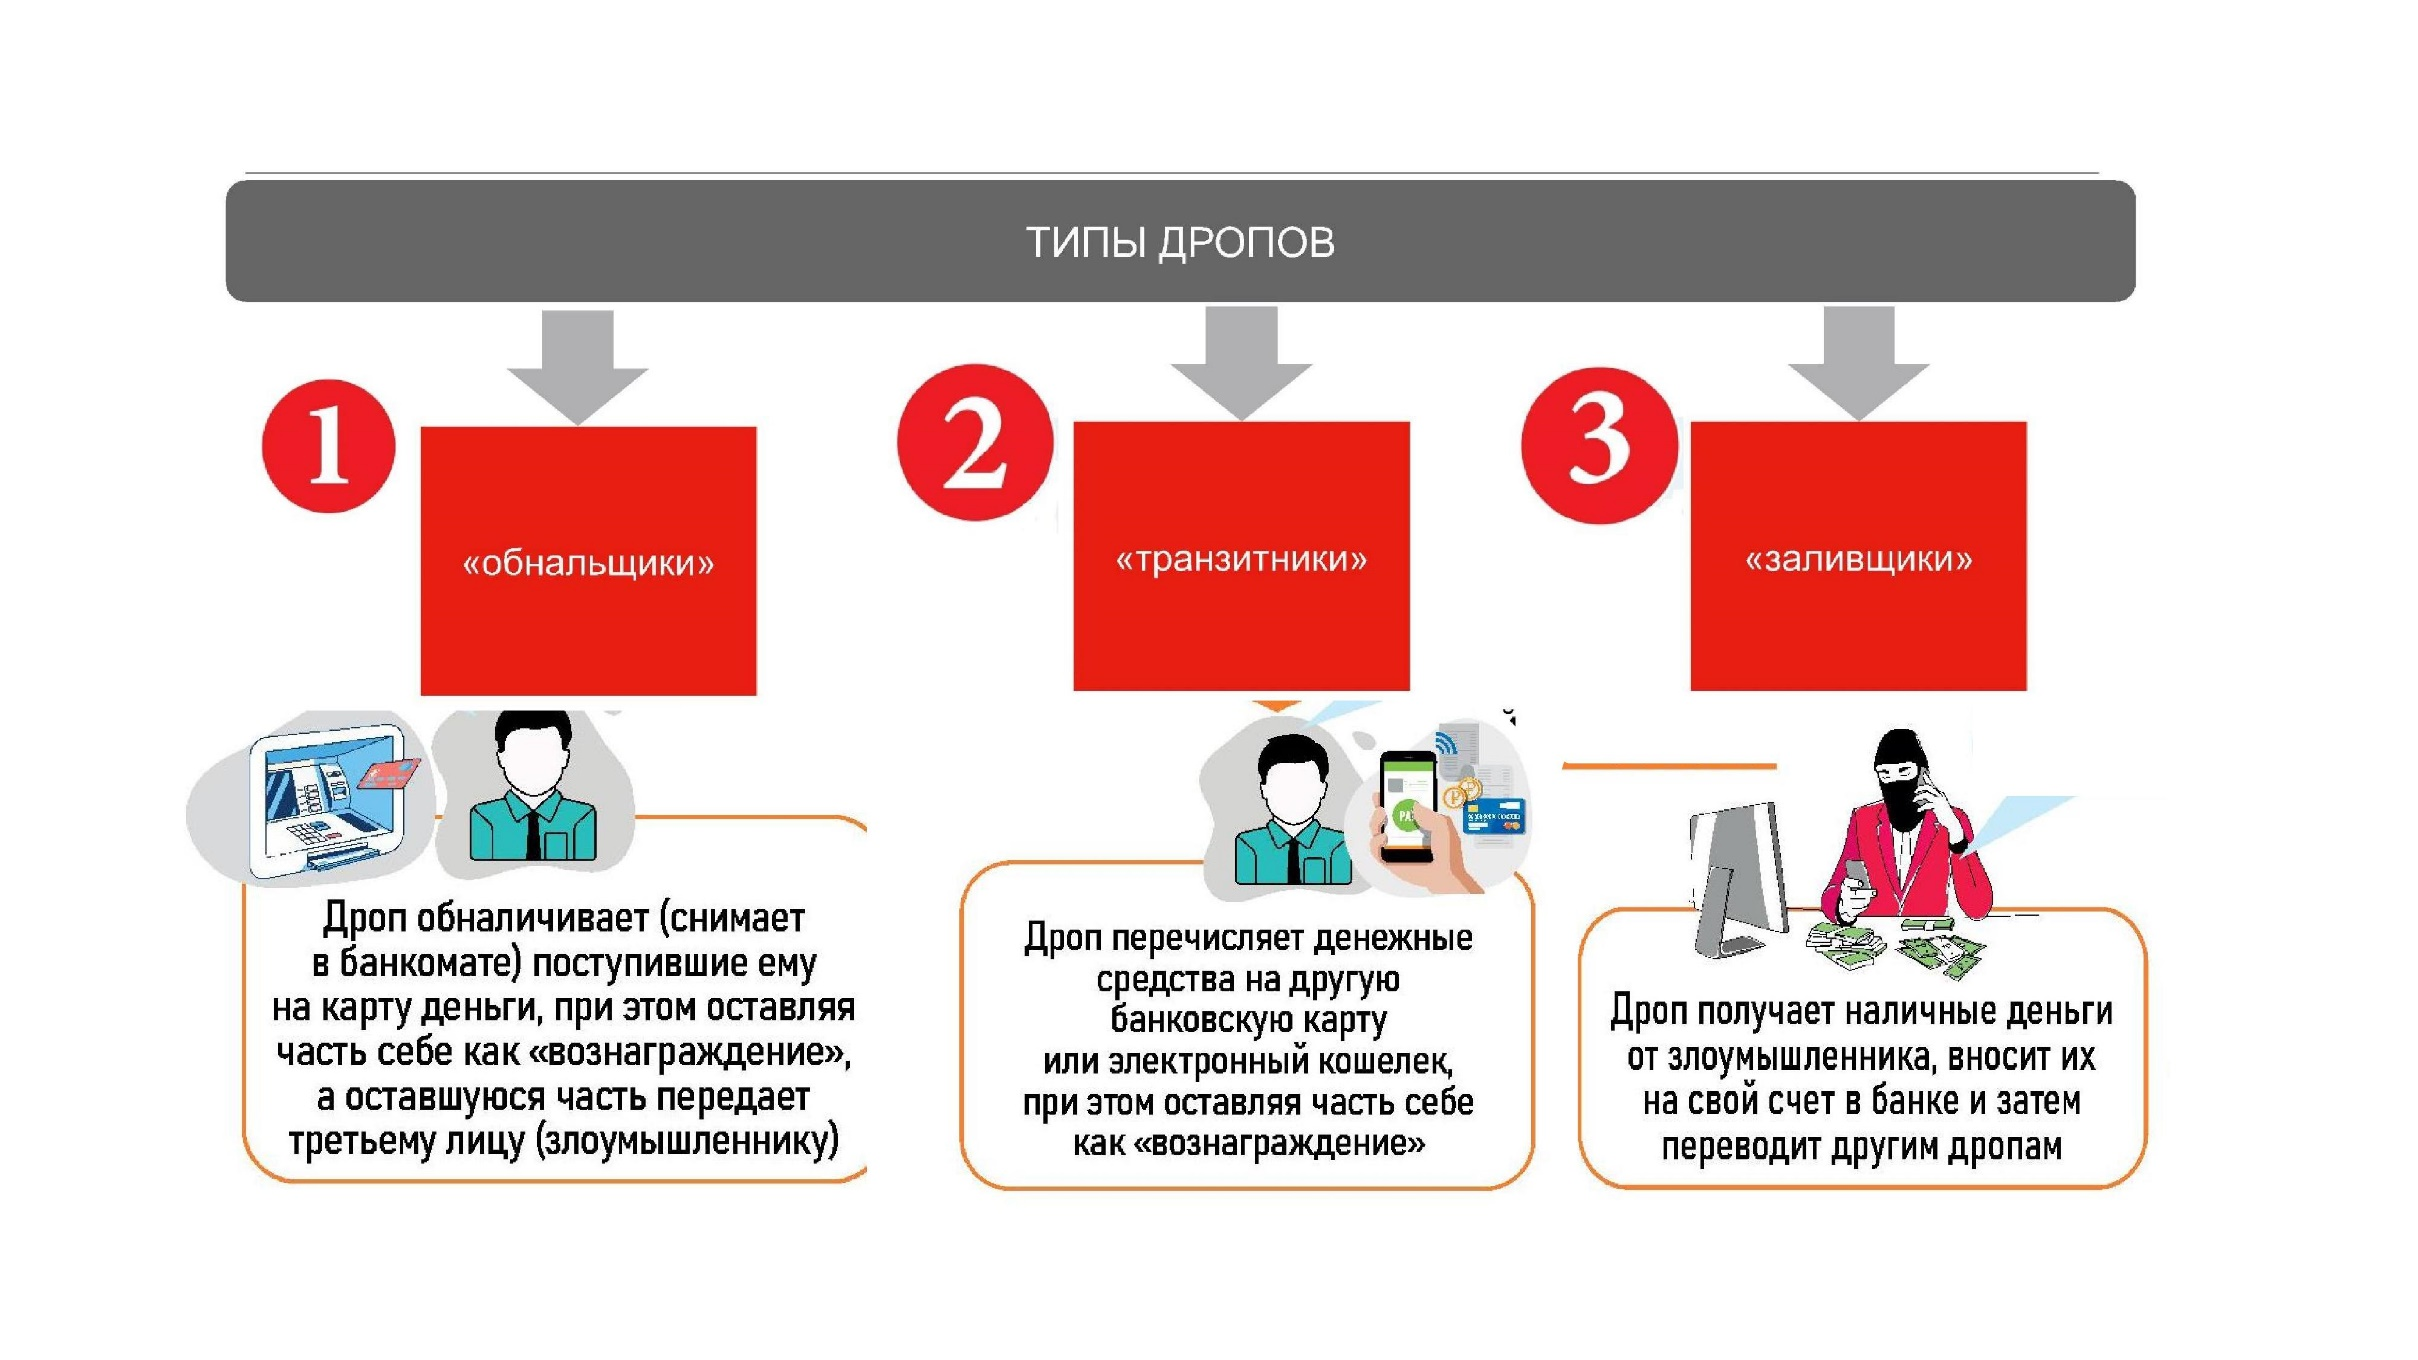 ТИПЫ ДРОПОВ
1
«обнальщики»
Дроп обналичивает (снимает
в банкомате) поступившие ему
на карту деньги, при этом оставляя
часть себе как «вознаграждение»,
а оставшуюся часть передает
третьему лицу (злоумышленнику)
2
«транзитники»
й
PA
Дроп перечисляет денежные
средства на другую
банковскую карту
или электронный кошелек,
при этом оставляя часть себе
как «вознаграждение»
3
«заливщики»
Дроп получает наличные деньги
от злоумышленника, вносит их
на свой счет в банке и затем
переводит другим дропам